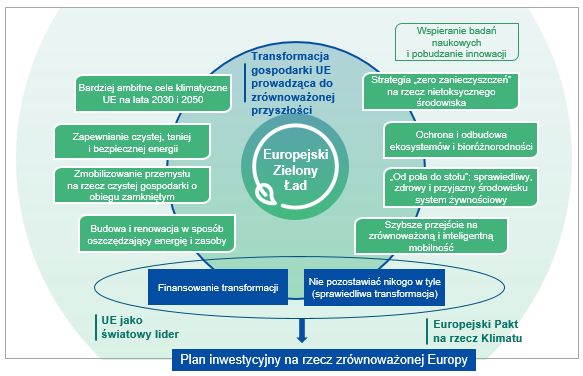 Wspieranie badań
naukowych
i pobudzanie innowacji
Transformacja
gospodarki UE
prowadząca do
zrównoważonej
przyszłości
Bardziej ambitne cele klimatyczne
UE na lata 2030 i 2050
Strategia „zero zanieczyszczeń”
na rzecz nietoksycznego
środowiska
Zapewnianie czystej, taniej
i bezpiecznej energii
Ochrona i odbudowa
ekosystemów i bioróżnorodności
Europejski
Zielony
Ład
Zmobilizowanie przemysłu
na rzecz czystej gospodarki o
obiegu zamkniętym
„Od pola do stołu”; sprawiedliwy,
zdrowy i przyjazny środowisku
system żywnościowy
Budowa i renowacja w sposób
oszczędzający energię i zasoby
Szybsze przejście na
zrównoważoną i inteligentną
mobilność
Finansowanie transformacji
Nie pozostawiać nikogo w tyle
(sprawiedliwa transformacja)
UE jako
światowy lider
Europejski Pakt
na rzecz Klimatu
Plan inwestycyjny na rzecz zrównoważonej Europy